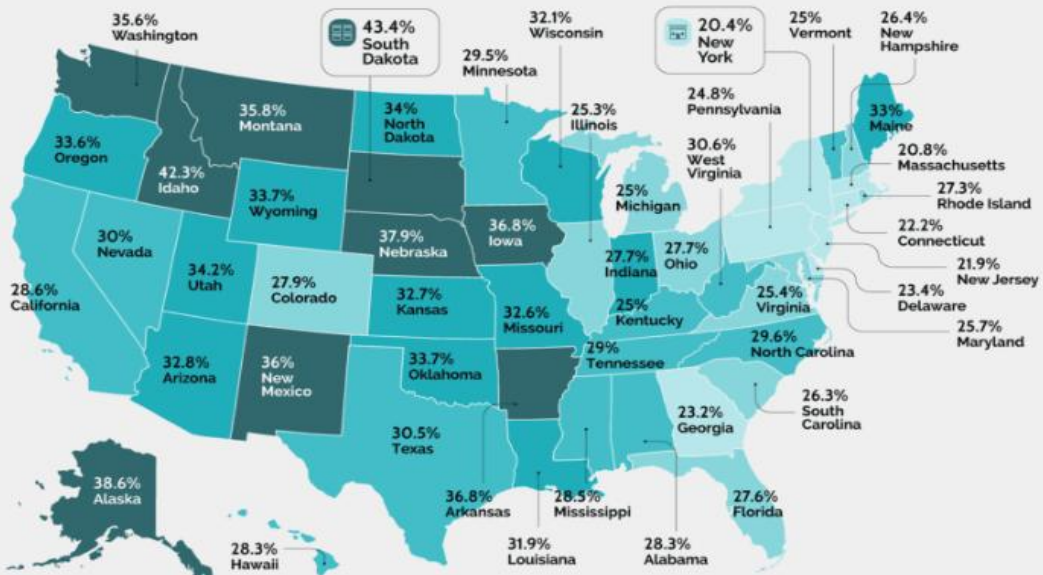 35.6%
Washington
43.4%
South
Dakota
32.1%
Wisconsin
20.4%
New
York
25%
Vermont
26.4%
New
Hampshire
29.5%
Minnesota
35.8%
Montana
34%
North
Dakota
25.3%
Illinois
24.8%
Pennsylvania
33%
Maine
33.6%
Oregon
42.3%
Idaho
33.7%
Wyoming
30.6%
West
Virginia
20.8%
Massachusetts
25%
Michigan
27.3%
Rhode Island
30%
Nevada
37.9%
Nebraska
36.8%
Iowa
22.2%
Connecticut
28.6%
California
34.2%
Utah
27.9%
Colorado
27.7%
Indiana
27.7%
Ohio
21.9%
New Jersey
32.7%
Kansas
32.6%
Missouri
25%
Kentucky
25.4%
Virginia
23.4%
Delaware
25.7%
Maryland
32.8%
Arizona
36%
New
Mexico
33.7%
Oklahoma
29%
Tennessee
29.6%
North Carolina
26.3%
South
Carolina
30.5%
Texas
23.2%
Georgia
38.6%
Alaska
36.8%
Arkansas
28.5%
Mississippi
27.6%
Florida
28.3%
Hawaii
31.9%
Louisiana
28.3%
Alabama